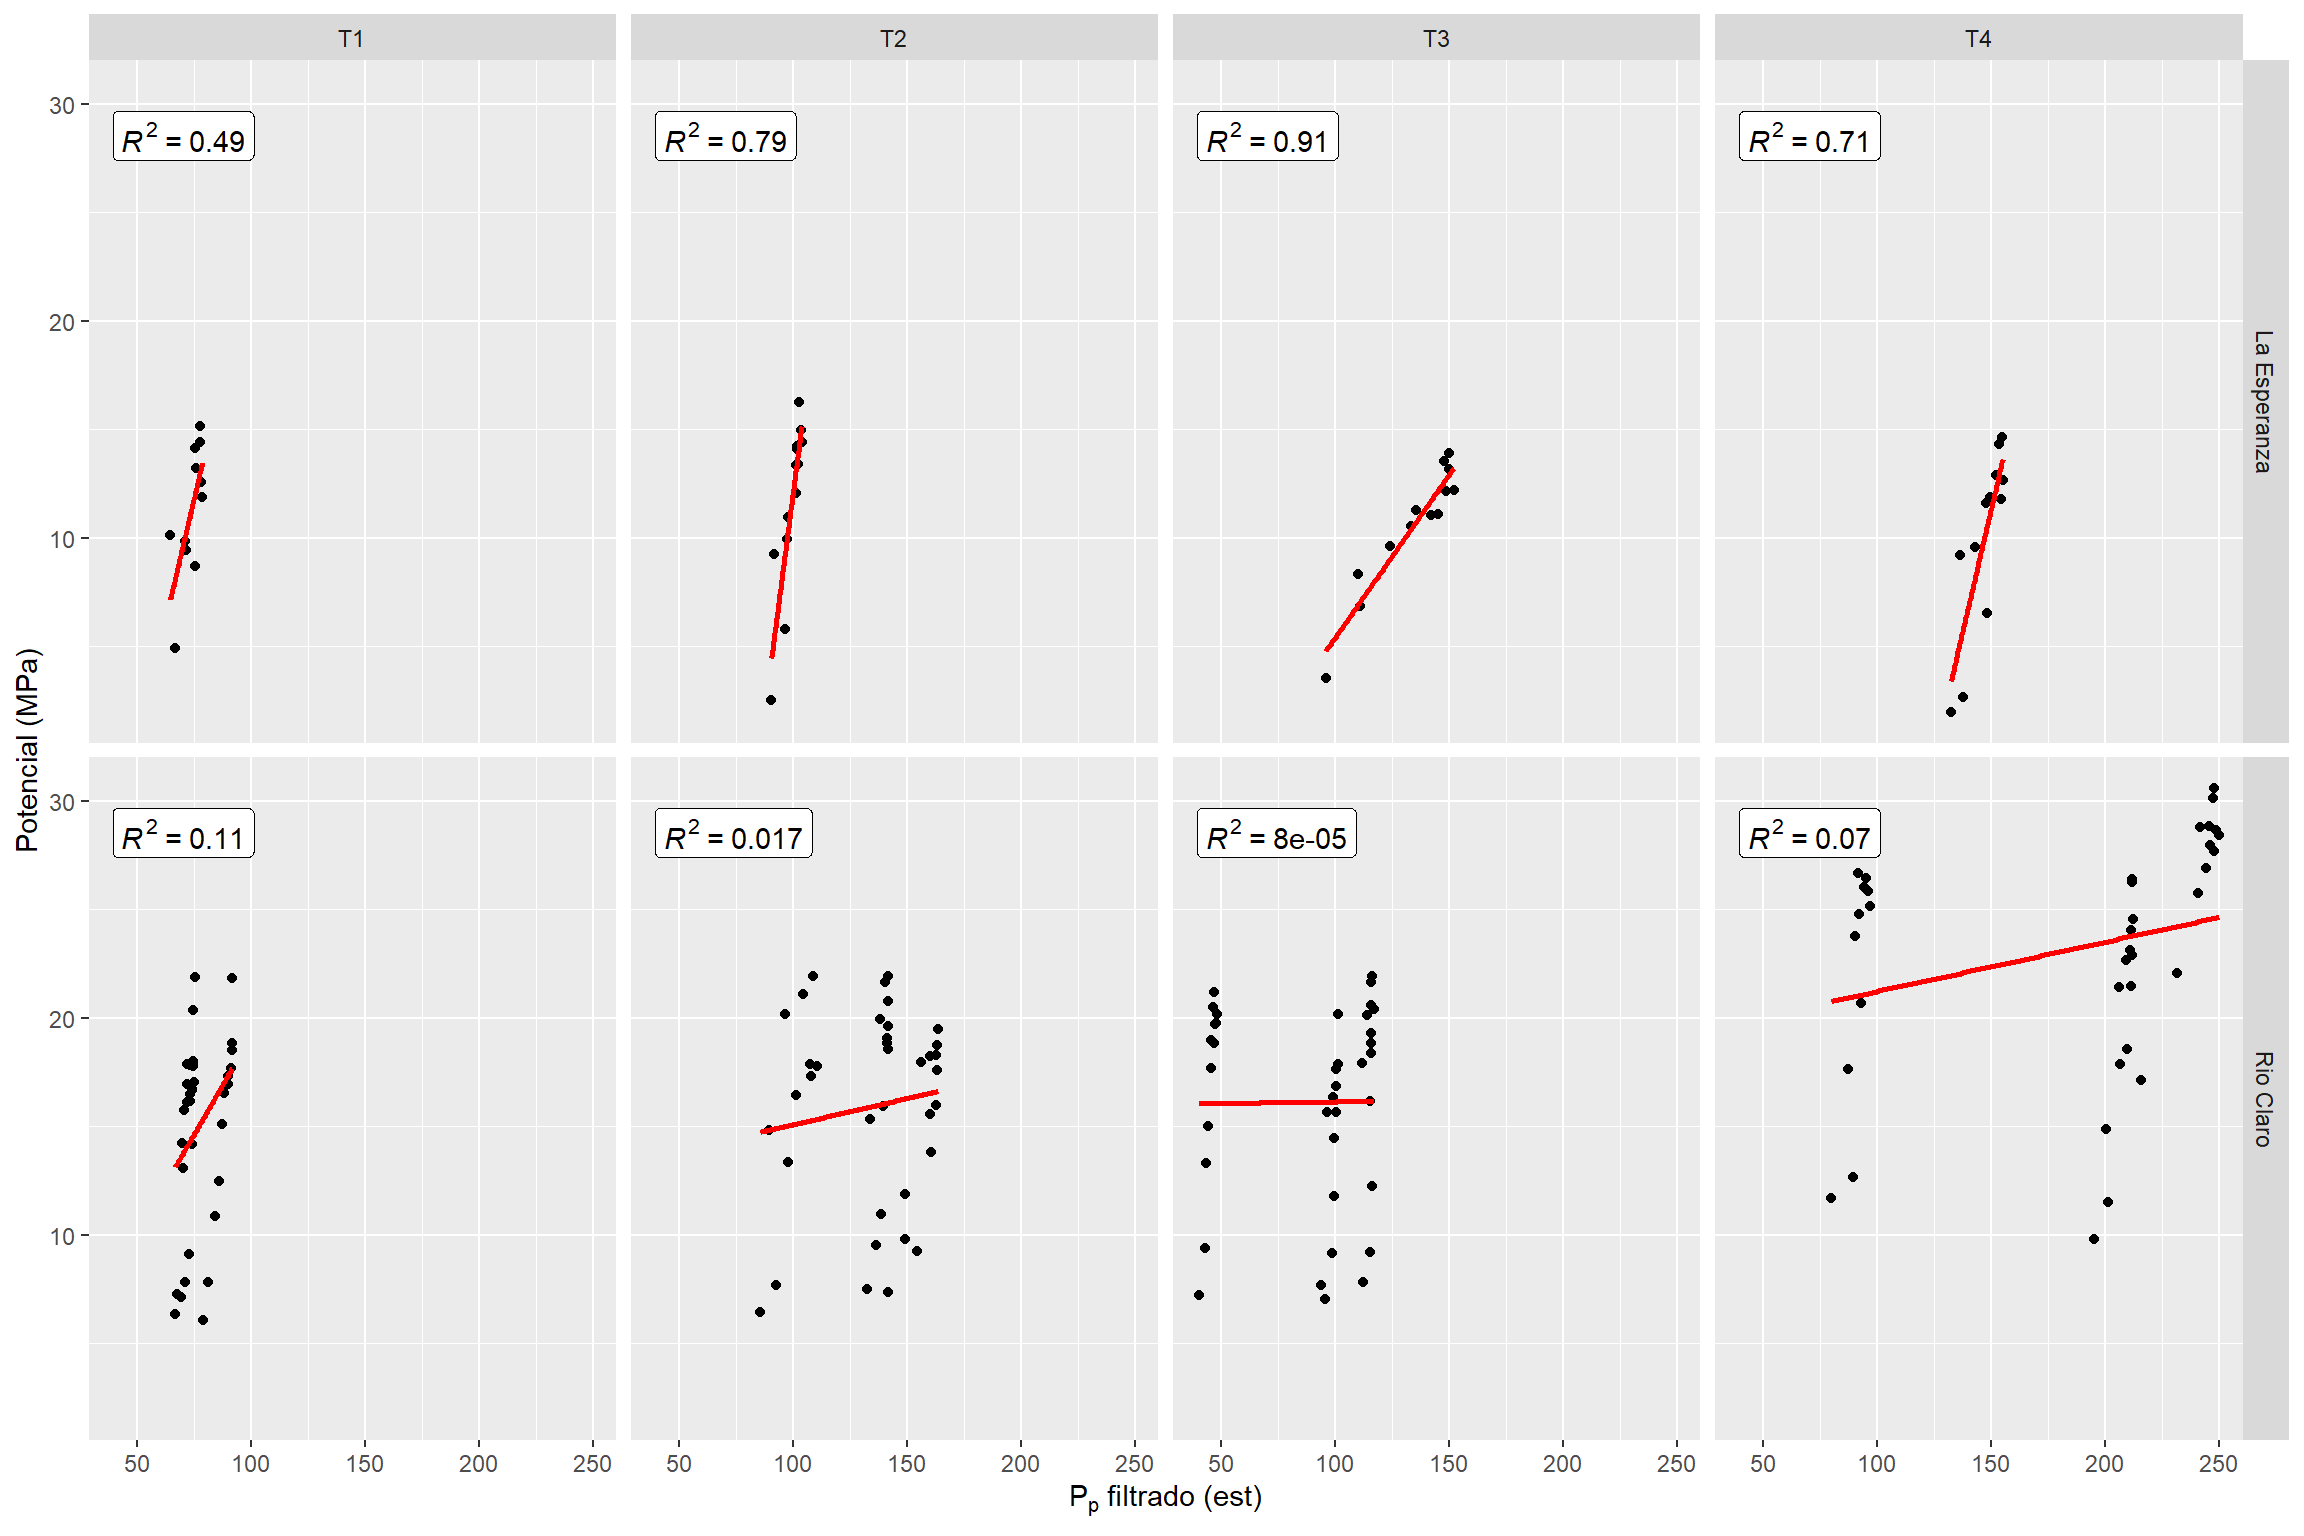 T1 T2 T3 T4
30
R² = 0.49 R² = 0.79 R² = 0.91 R² = 0.71
20
La Esperanza
10
Potencial (MPa)
30
R² = 0.11 R² = 0.017 R² = 8e-05 R² = 0.07
20
Rio Claro
10
50 100 150 200 250 50 100 150 200 250 50 100 150 200 250 50 100 150 200 250
Pₚ filtrado (est)